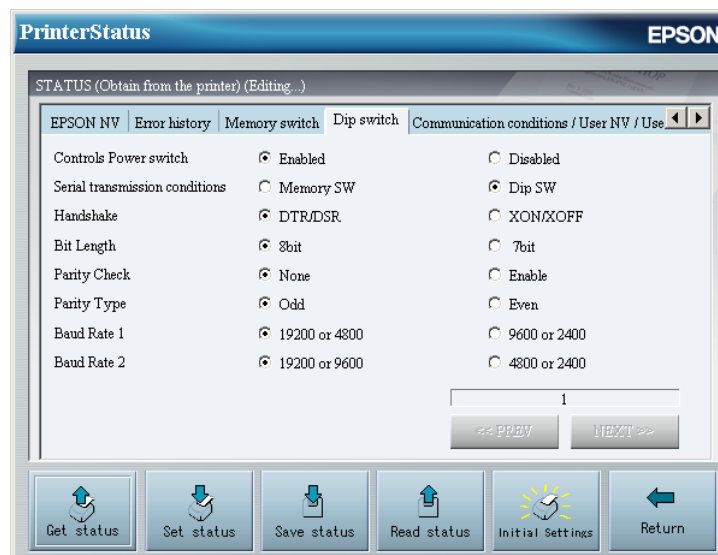 PrinterStatus
EPSON
STATUS (Obtain from the printer) (Editing...)
EPSON NV Error history Memory switch Dip switch Communication conditions / User NV / Use
Controls Power switch Enabled Disabled
Serial transmission conditions Memory SW Dip SW
Handshake DTR/DSR XON/XOFF
Bit Length 8bit 7bit
Parity Check None Enable
Parity Type Odd Even
Baud Rate 1 19200 or 4800 9600 or 2400
Baud Rate 2 19200 or 9600 4800 or 2400
1
<< PREV NEXT >>
Get status Set status Save status Read status Initial Settings Return